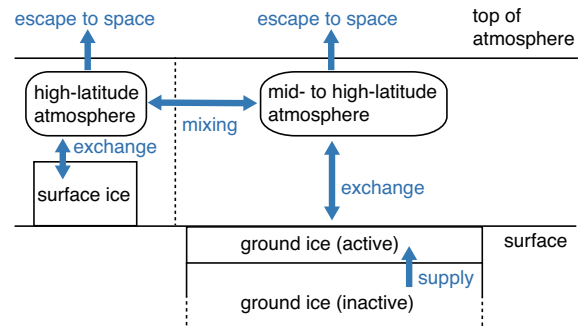 escape to space
escape to space
top of
atmosphere
high-latitude
atmosphere
mid- to high-latitude
atmosphere
mixing
exchange
surface ice
exchange
ground ice (active)
surface
supply
ground ice (inactive)